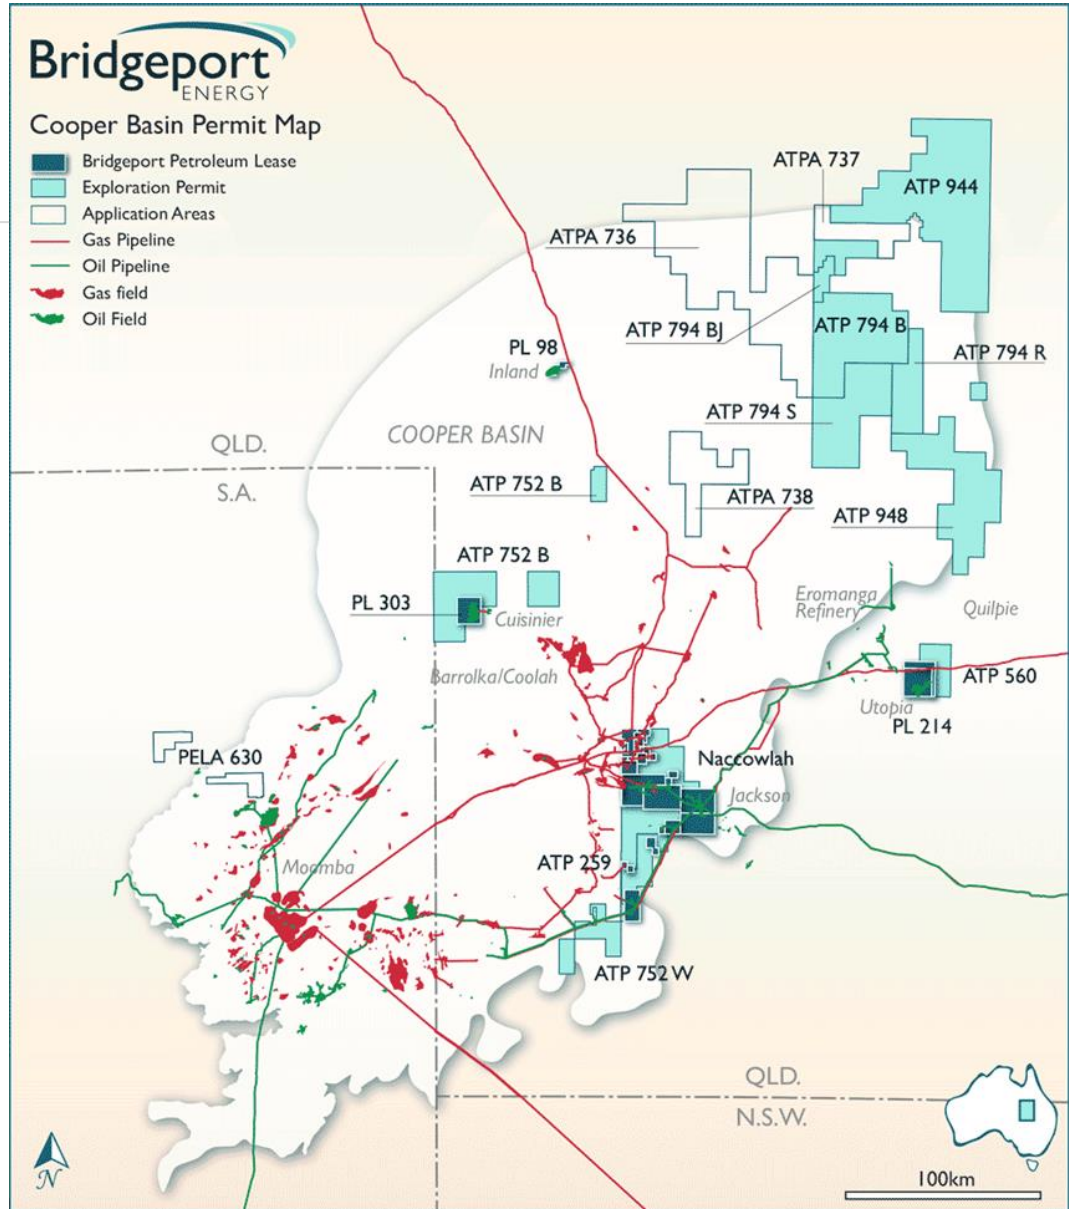 Bridgeport
ENERGY
Cooper Basin Permit Map
Bridgeport Petroleum Lease
Exploration Permit
Application Areas
Gas Pipeline
Oil Pipeline
Gas field
Oil Field
ATPA 737
ATP 944
ATPA 736
ATP 794 BJ
ATP 794 B
PL 98
Inland
ATP 794 R
ATP 794 S
COOPER BASIN
QLD.
S.A.
ATP 752 B
ATPA 738
ATP 948
ATP 752 B
PL 303
Cuisinier
Eromanga
Refinery
Quilpie
Barrolka/Coolah
ATP 560
Utopia
PL 214
PELA 630
Naccowlah
Jackson
ATP 259
Moomba
ATP 752 W
QLD.
N.S.W.
N
100km